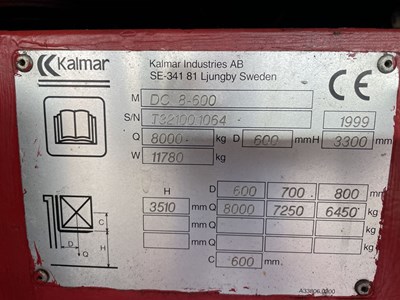 Kalmar
Kalmar Industries AB
SE-341 81 Ljungby Sweden
CE
M DC 8-600
S/N T32100.1064 1999
Q 8000 kg D 600 mm H 3300 mm
W 11780 kg
H D 600 700 800 mm
3510 mm Q 8000 7250 6450 kg
mm Q kg
mm Q kg
C 600 mm.
C
D
H
Q